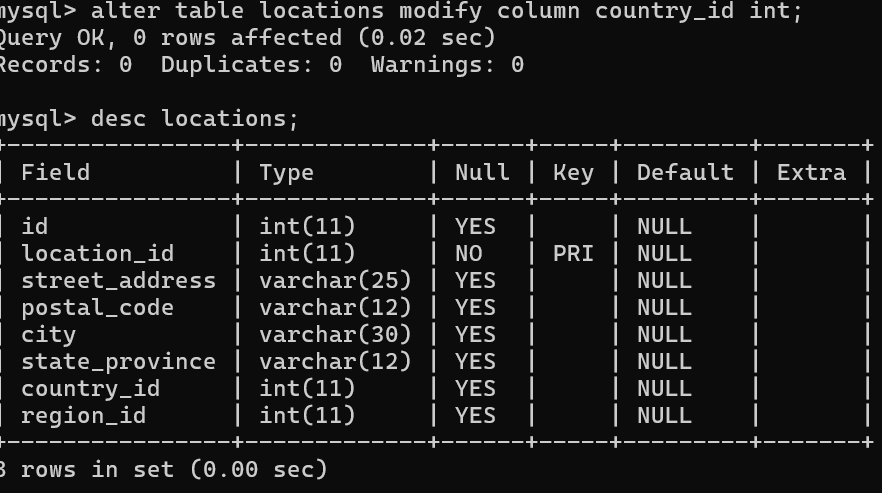 mysql> alter table locations modify column country_id int;
Query OK, 0 rows affected (0.02 sec)
Records: 0  Duplicates: 0  Warnings: 0
mysql> desc locations;
+----------------+-------------+------+-----+---------+-------+
| Field          | Type        | Null | Key | Default | Extra |
+----------------+-------------+------+-----+---------+-------+
| id             | int(11)     | YES  |     | NULL    |       |
| location_id    | int(11)     | NO   | PRI | NULL    |       |
| street_address | varchar(25) | YES  |     | NULL    |       |
| postal_code    | varchar(12) | YES  |     | NULL    |       |
| city           | varchar(30) | YES  |     | NULL    |       |
| state_province | varchar(12) | YES  |     | NULL    |       |
| country_id     | int(11)     | YES  |     | NULL    |       |
| region_id      | int(11)     | YES  |     | NULL    |       |
+----------------+-------------+------+-----+---------+-------+
8 rows in set (0.00 sec)